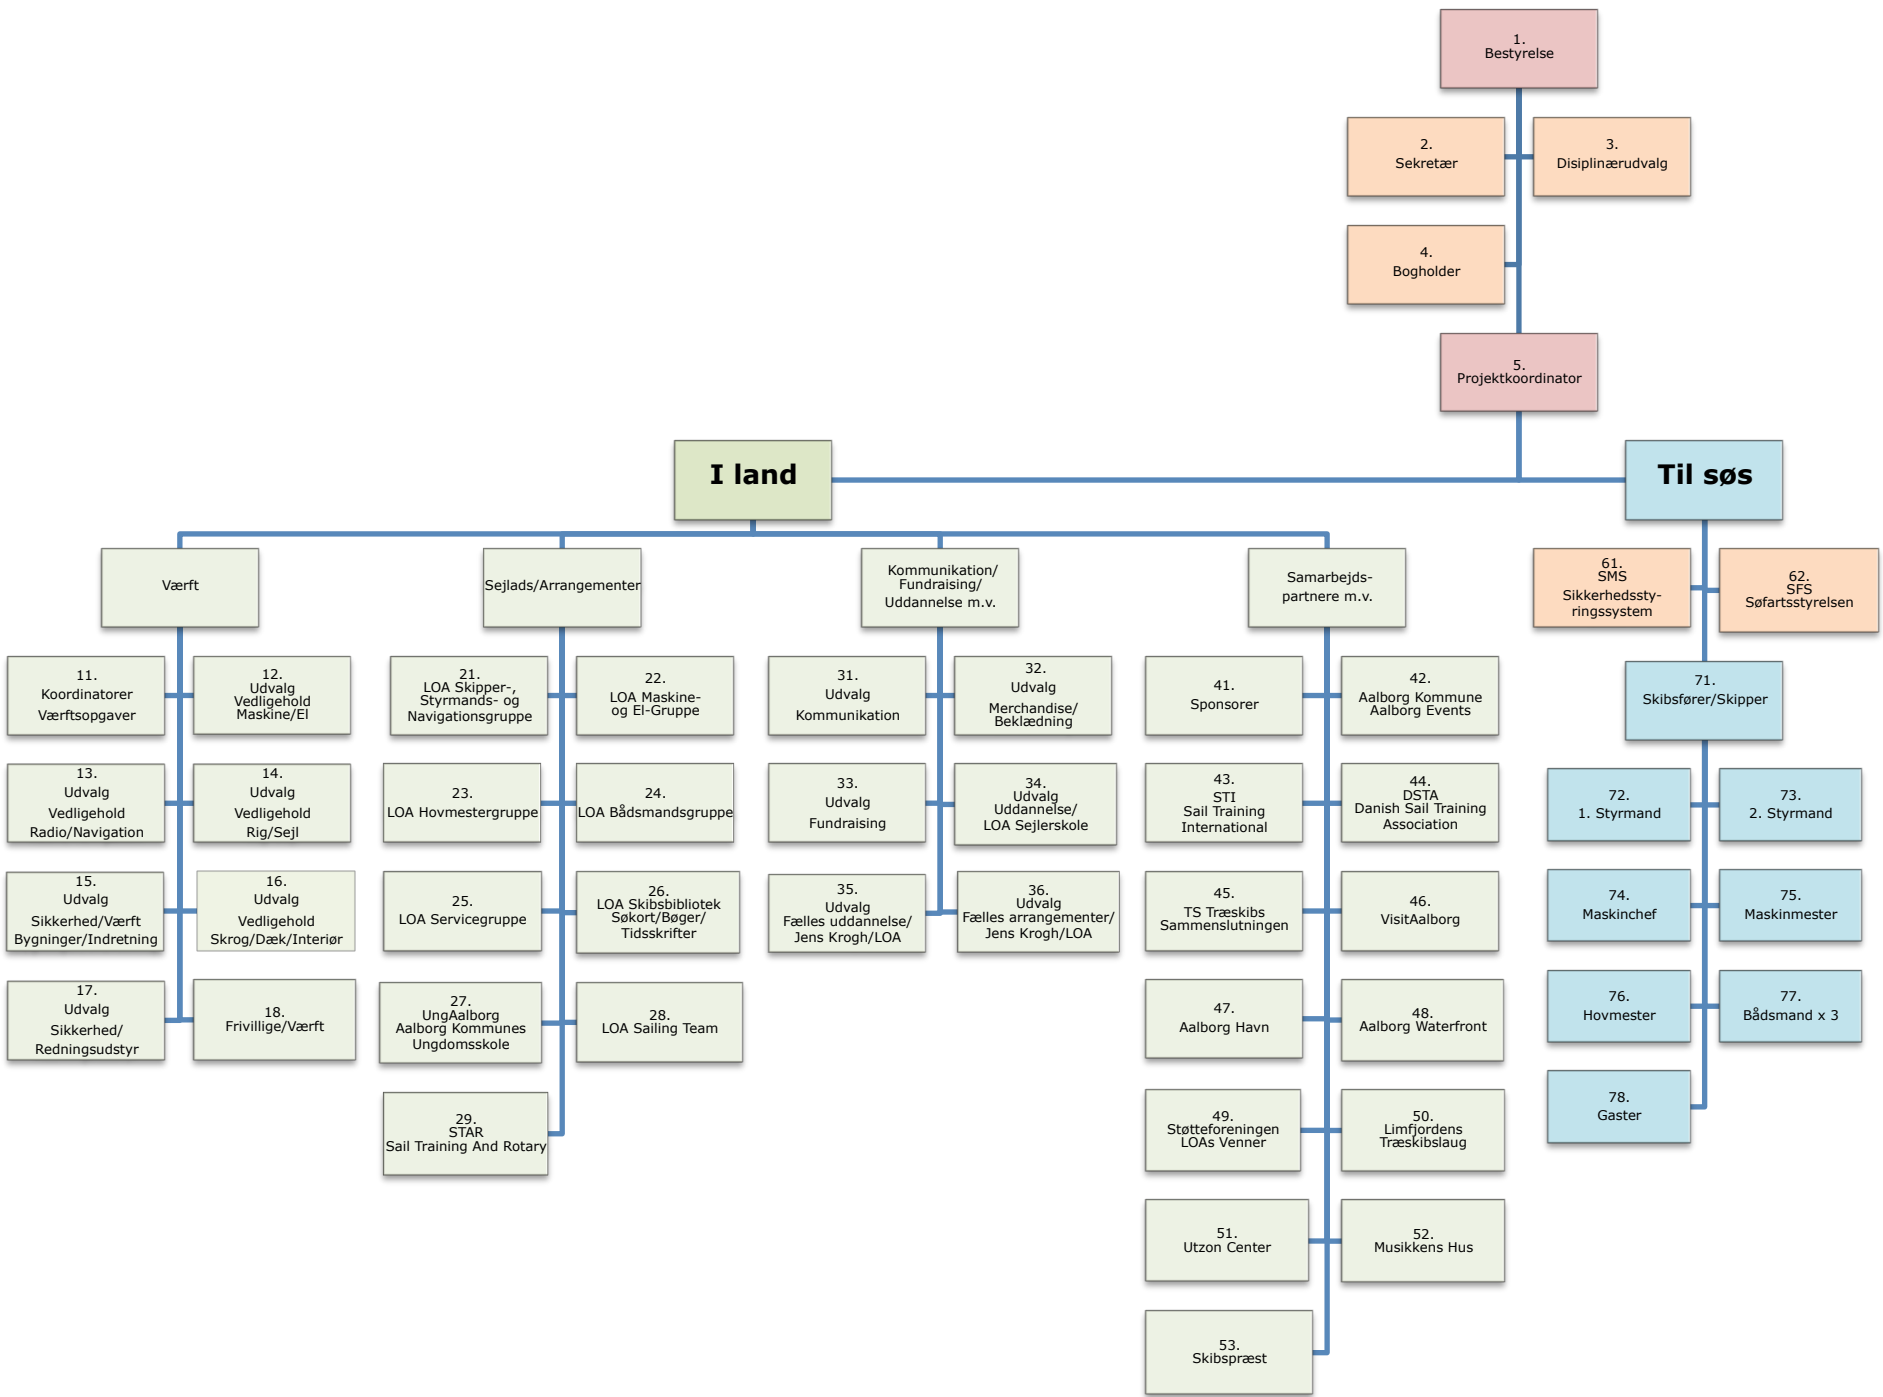 1.
Bestyrelse
2.
Sekretær
3.
Disiplinærudvalg
4.
Bogholder
5.
Projektkoordinator
I land
Til søs
Værft
Sejlads/Arrangementer
Kommunikation/
Fundraising/
Uddannelse m.v.
Samarbejds-
partnere m.v.
61.
SMS
Sikkerhedssty-
ringssystem
62.
SFS
Søfartsstyrelsen
11.
Koordinatorer
Værftsopgaver
12.
Udvalg
Vedligehold
Maskine/El
13.
Udvalg
Vedligehold
Radio/Navigation
14.
Udvalg
Vedligehold
Rig/Sejl
15.
Udvalg
Sikkerhed/Værft
Bygninger/Indretning
16.
Udvalg
Vedligehold
Skrog/Dæk/Interiør
17.
Udvalg
Sikkerhed/
Redningsudstyr
18.
Frivillige/Værft
21.
LOA Skipper-,
Styrmands- og
Navigationsgruppe
22.
LOA Maskine-
og El-Gruppe
23.
LOA Hovmestergruppe
24.
LOA Bådsmandsgruppe
25.
LOA Servicegruppe
26.
LOA Skibsbibliotek
Søkort/Bøger/
Tidsskrifter
27.
UngAalborg
Aalborg Kommunes
Ungdomsskole
28.
LOA Sailing Team
29.
STAR
Sail Training And Rotary
31.
Udvalg
Kommunikation
32.
Udvalg
Merchandise/
Beklædning
33.
Udvalg
Fundraising
34.
Udvalg
Uddannelse/
LOA Sejlerskole
35.
Udvalg
Fælles uddannelse/
Jens Krogh/LOA
36.
Udvalg
Fælles arrangementer/
Jens Krogh/LOA
41.
Sponsorer
42.
Aalborg Kommune
Aalborg Events
43.
STI
Sail Training
International
44.
DSTA
Danish Sail Training
Association
45.
TS Træskibs
Sammenslutningen
46.
VisitAalborg
47.
Aalborg Havn
48.
Aalborg Waterfront
49.
Støtteforeningen
LOAs Venner
50.
Limfjordens
Træskibslaug
51.
Utzon Center
52.
Musikkens Hus
53.
Skibspræst
71.
Skibsfører/Skipper
72.
1. Styrmand
73.
2. Styrmand
74.
Maskinchef
75.
Maskinmester
76.
Hovmester
77.
Bådsmand x 3
78.
Gaster